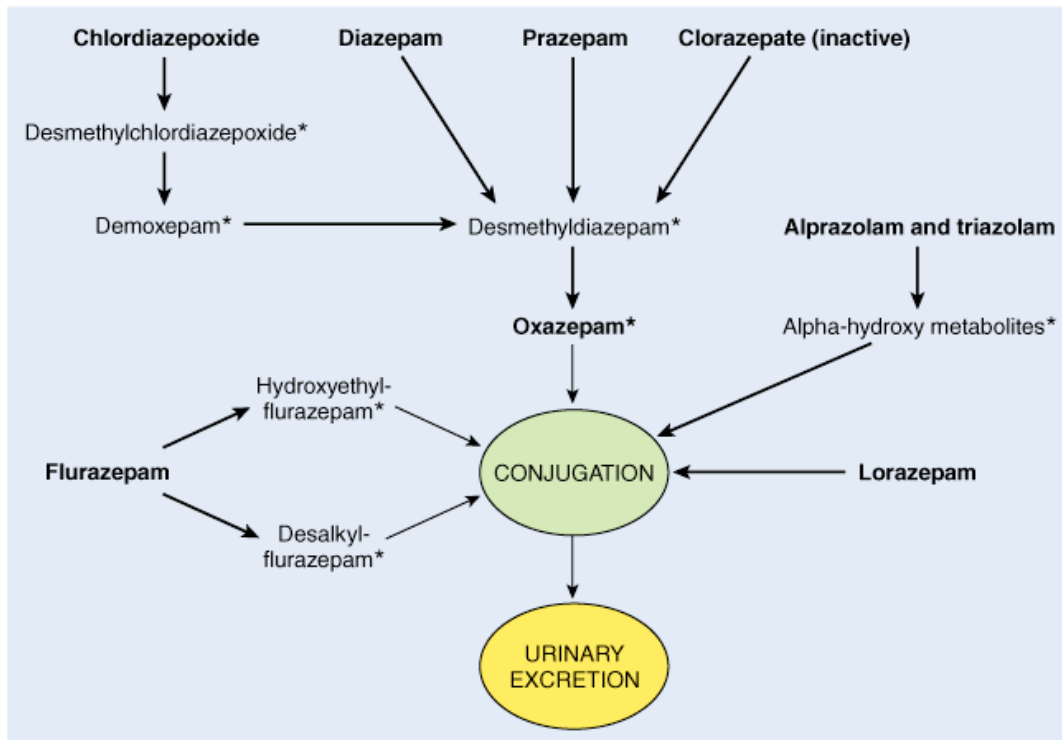 Chlordiazepoxide
Diazepam
Prazepam
Clorazepate (inactive)
Desmethylchlordiazepoxide*
Demoxepam*
Desmethyldiazepam*
Alprazolam and triazolam
Oxazepam*
Alpha-hydroxy metabolites*
Hydroxyethyl-
flurazepam*
Flurazepam
CONJUGATION
Lorazepam
Desalkyl-
flurazepam*
URINARY
EXCRETION